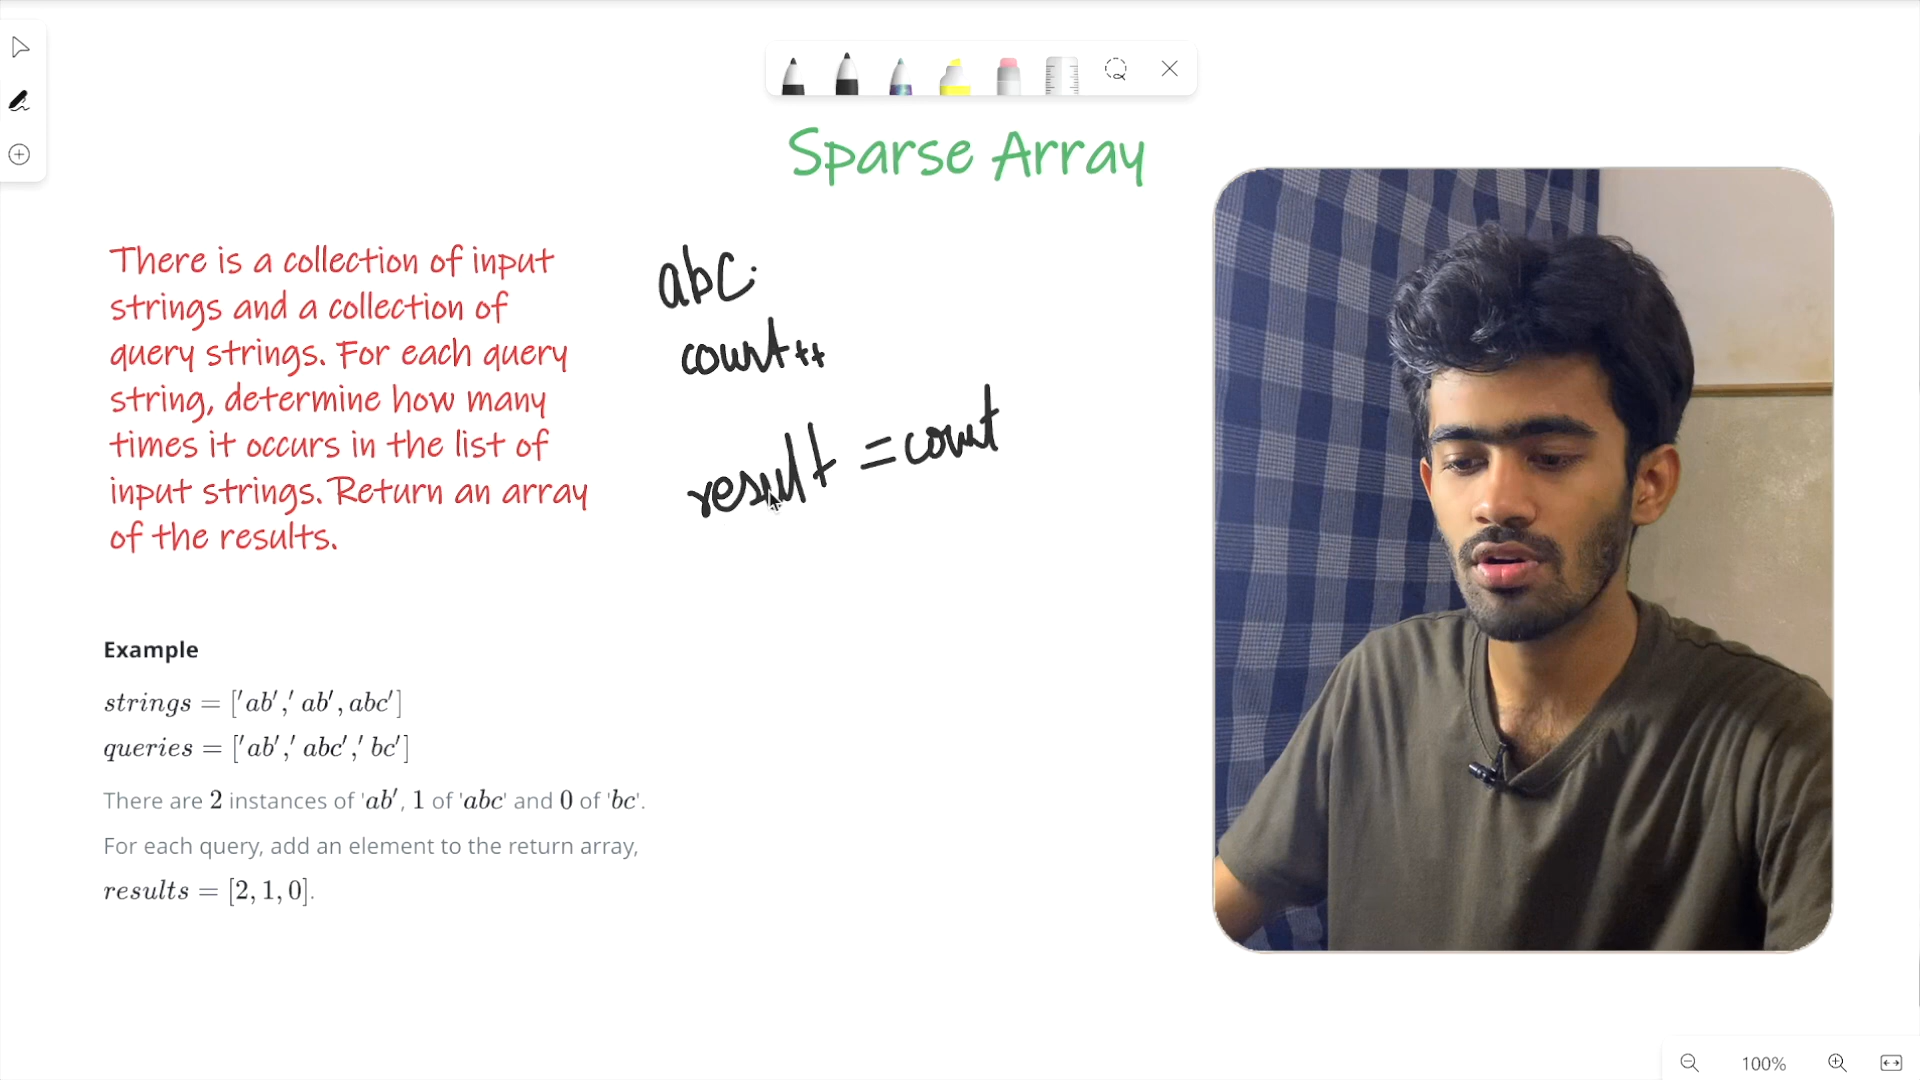 Sparse Array
There is a collection of input
strings and a collection of
query strings. For each query
string, determine how many
times it occurs in the list of
input strings. Return an array
of the results.
abc.
count++
result = count
Example
strings = ['ab',' ab', abc']
queries = ['ab',' abc',' bc']
There are 2 instances of 'ab', 1 of 'abc' and 0 of 'bc'.
For each query, add an element to the return array,
results = [2, 1, 0].
100%